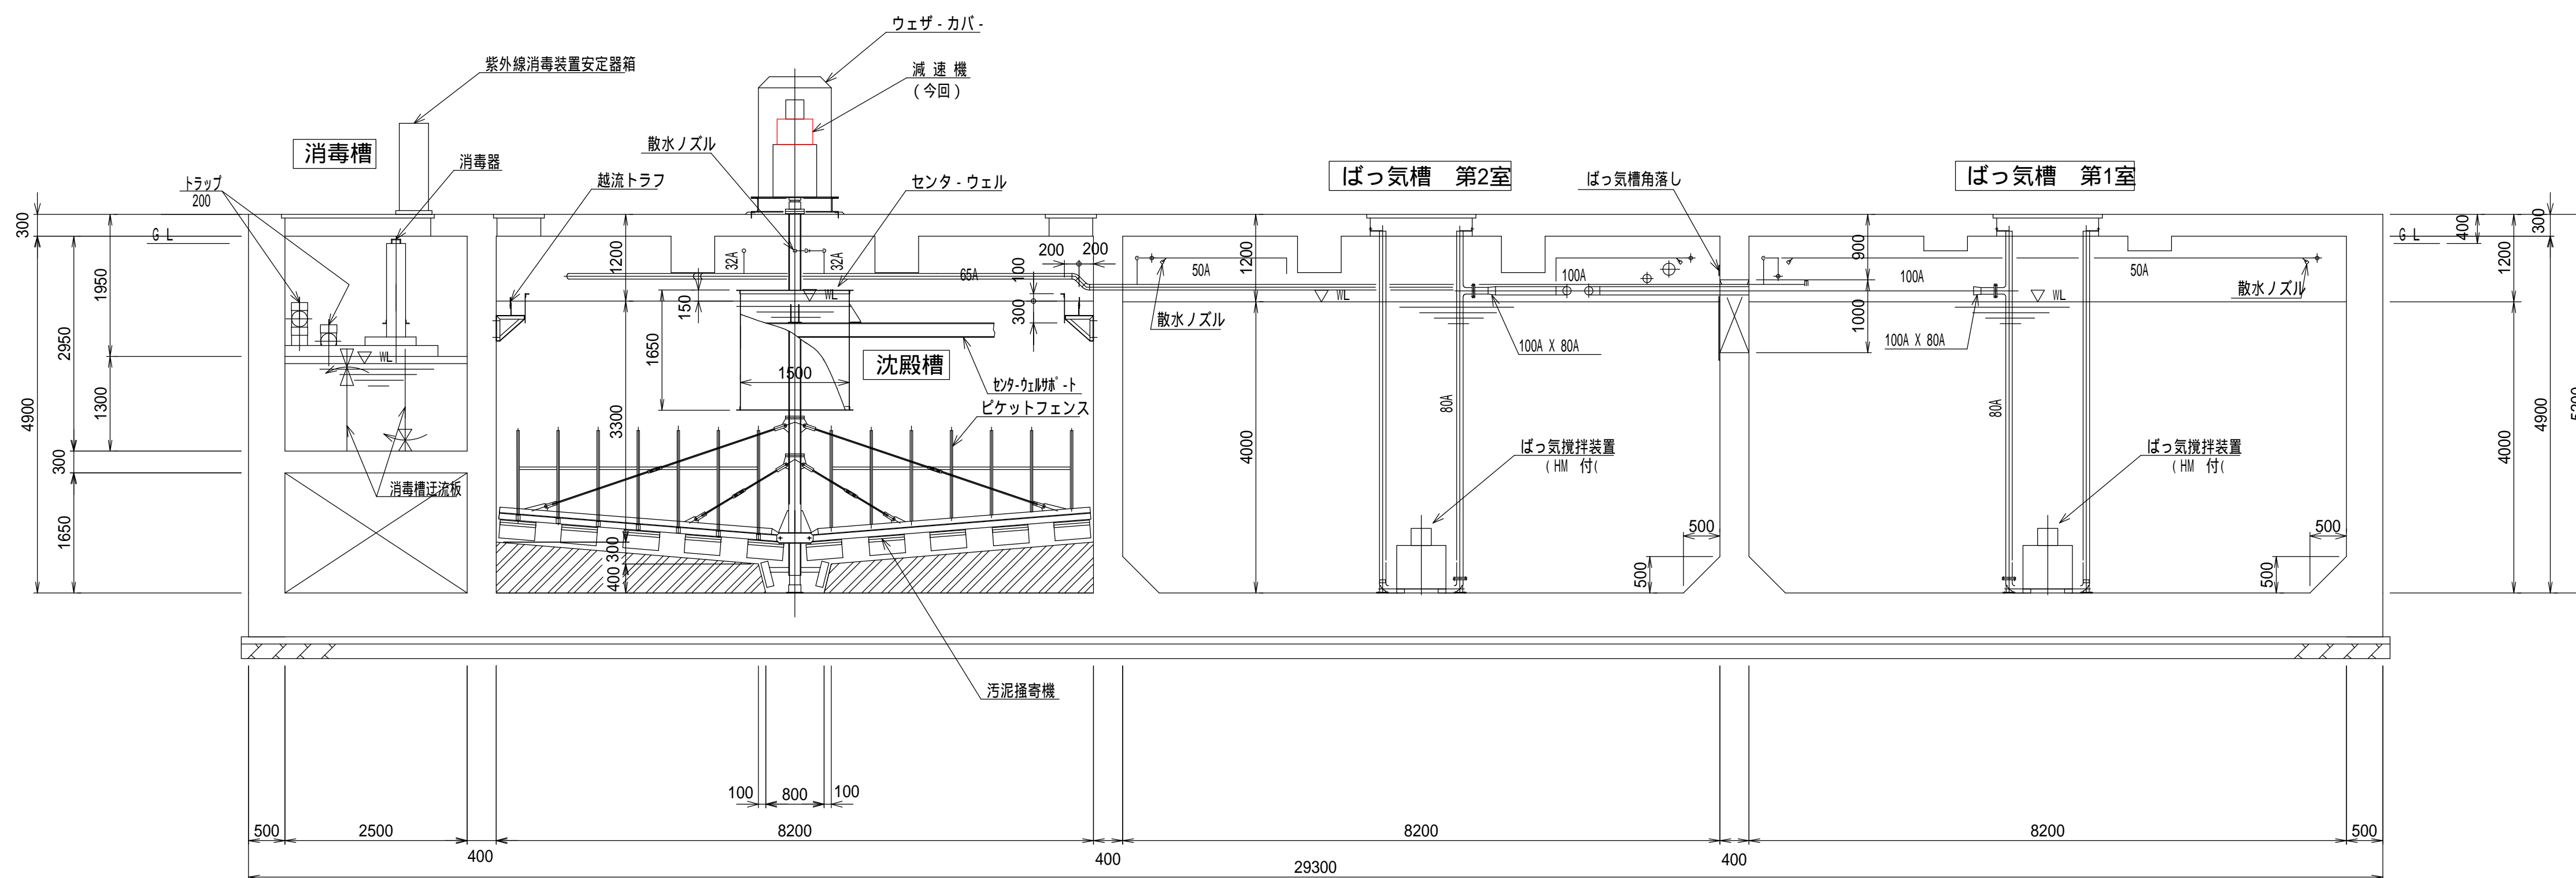 ウェザ-カバ-
紫外線消毒装置安定器箱
減 速 機
(今回)
消毒槽
消毒器
散水ノズル
トラップ
200
越流トラフ
センタ-ウェル
ばっ気槽 第2室
ばっ気槽角落し
ばっ気槽 第1室
300
GL
1950
2950
4900
1300
300
1650
WL
消毒槽迂流板
1200
32A
32A
65A
200
200
100
300
150
WL
1650
1500
沈殿槽
センターウェルサポート
ピケットフェンス
3300
300
400
汚泥掻寄機
1200
50A
散水ノズル
WL
100A
100A X 80A
80A
4000
ばっ気撹拌装置
(HM 付(
500
500
900
1000
100A
100A X 80A
WL
50A
散水ノズル
80A
ばっ気撹拌装置
(HM 付(
500
500
GL
400
1200
300
4000
4900
100
800
100
500
2500
400
8200
400
8200
400
8200
500
29300